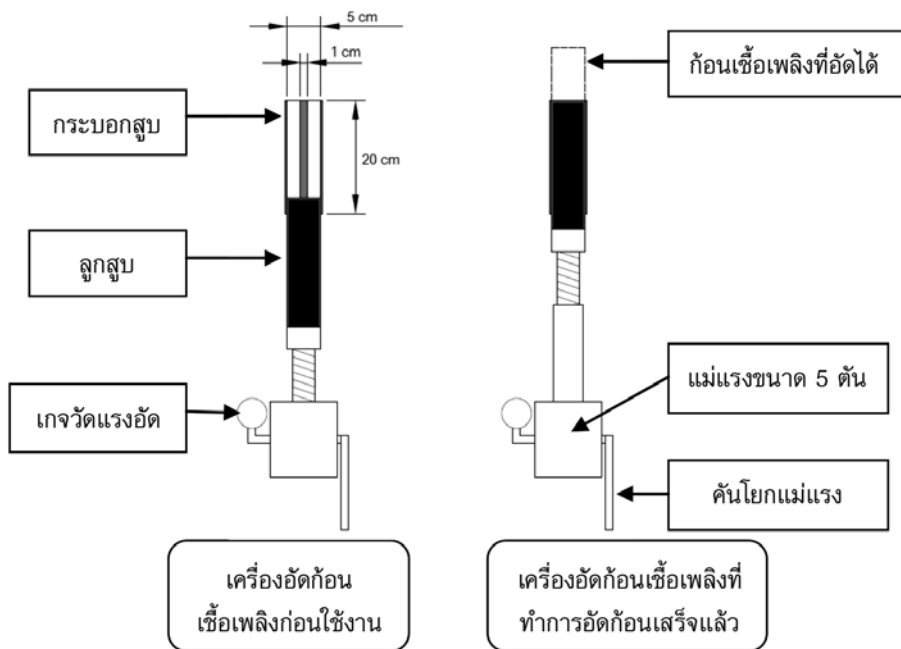 5 cm
1 cm
20 cm
กระบอกสูบ
ลูกสูบ
เกจวัดแรงอัด
เครื่องอัดก้อน
เชื้อเพลิงก่อนใช้งาน
ก้อนเชื้อเพลิงที่อัดได้
แม่แรงขนาด 5 ตัน
คันโยกแม่แรง
เครื่องอัดก้อนเชื้อเพลิงที่
ทำการอัดก้อนเสร็จแล้ว